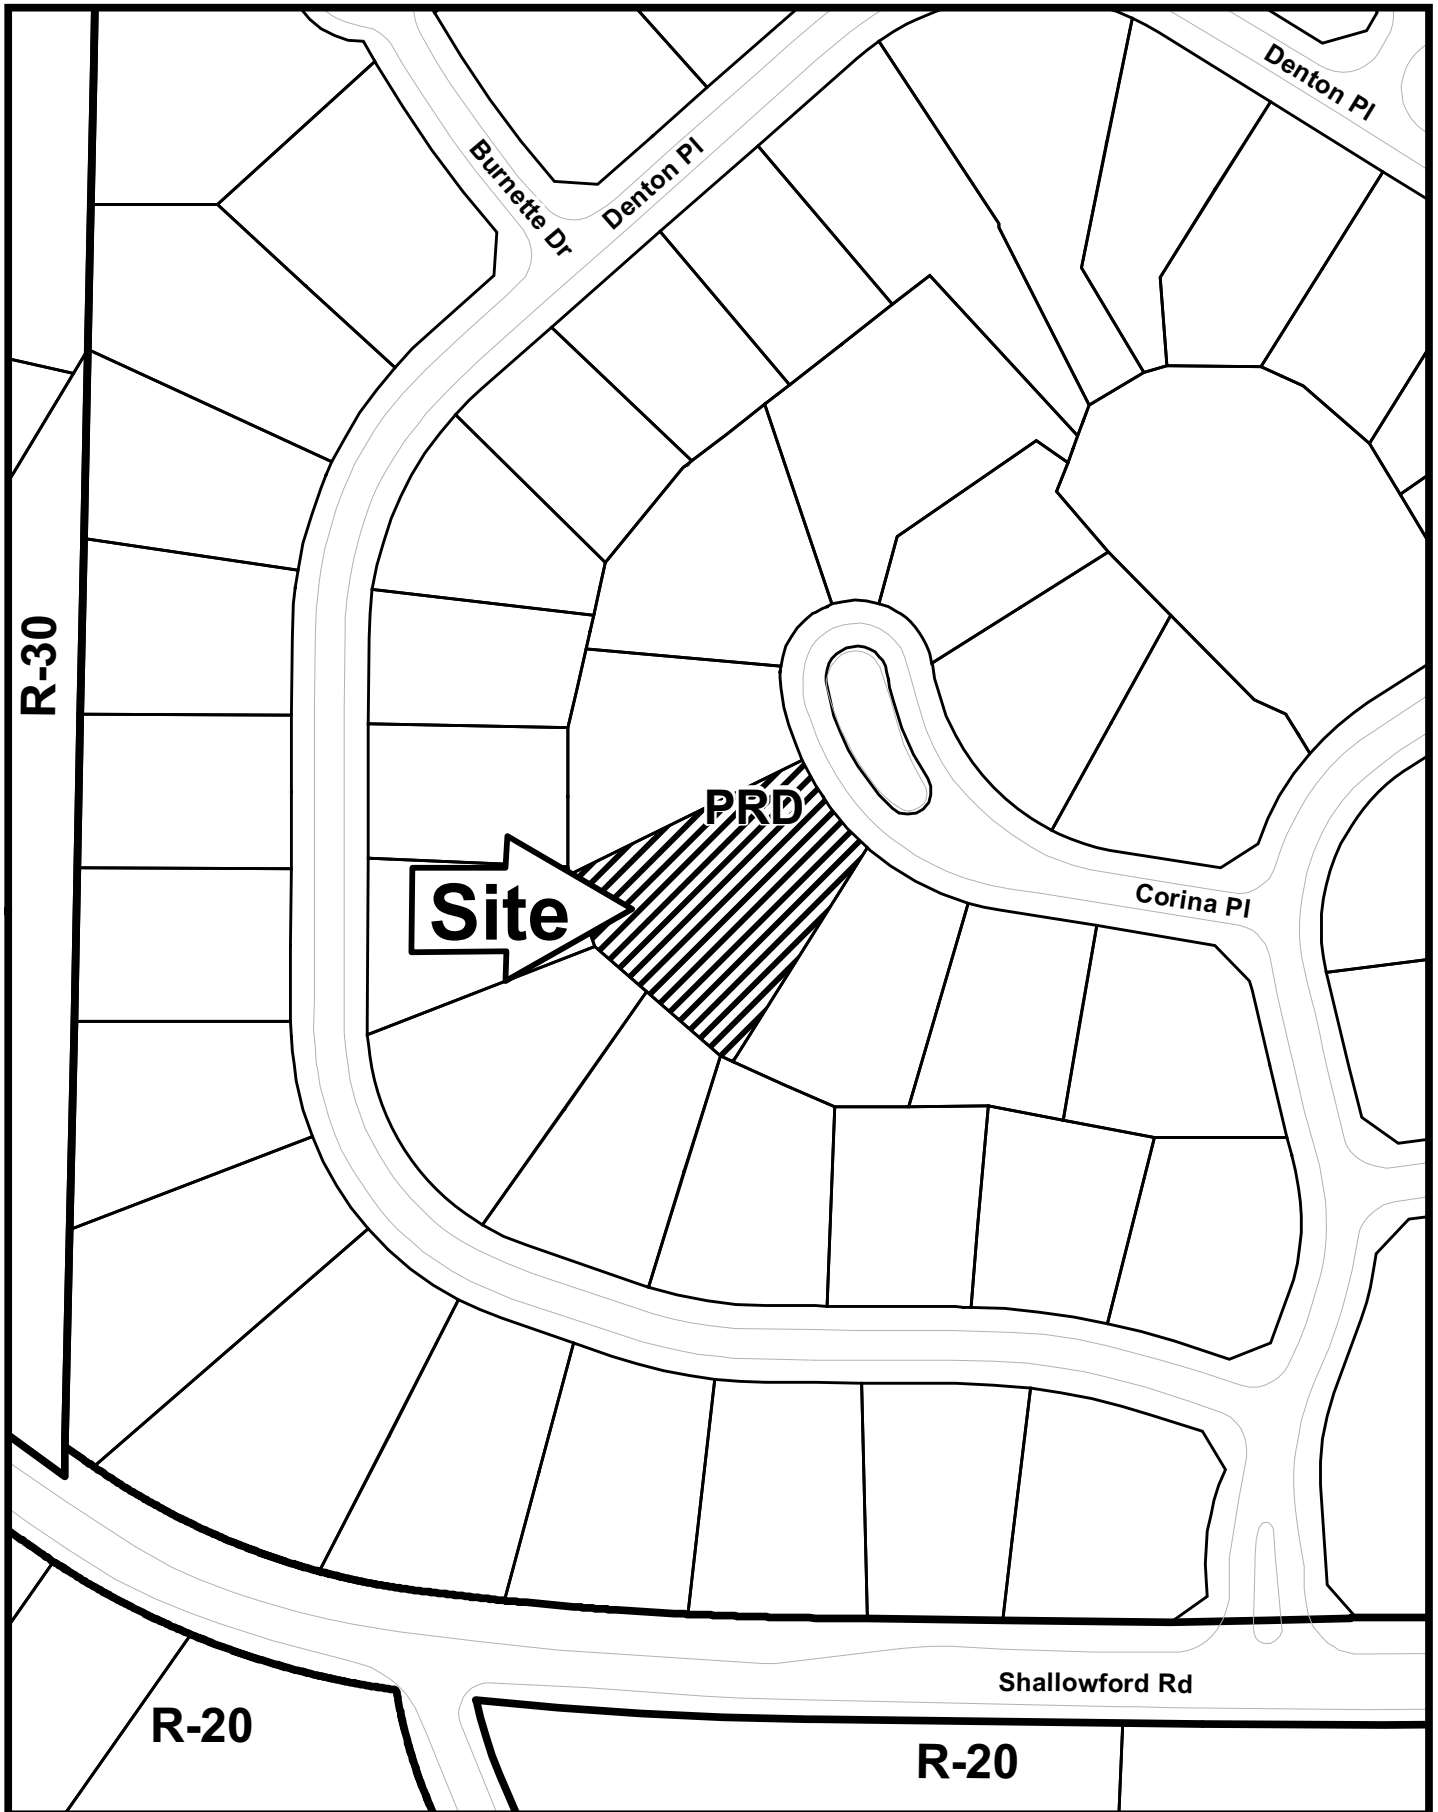 Denton Pl
Burnette Dr
Denton Pl
R-30
PRD
Site
Corina Pl
Shallowford Rd
R-20
R-20